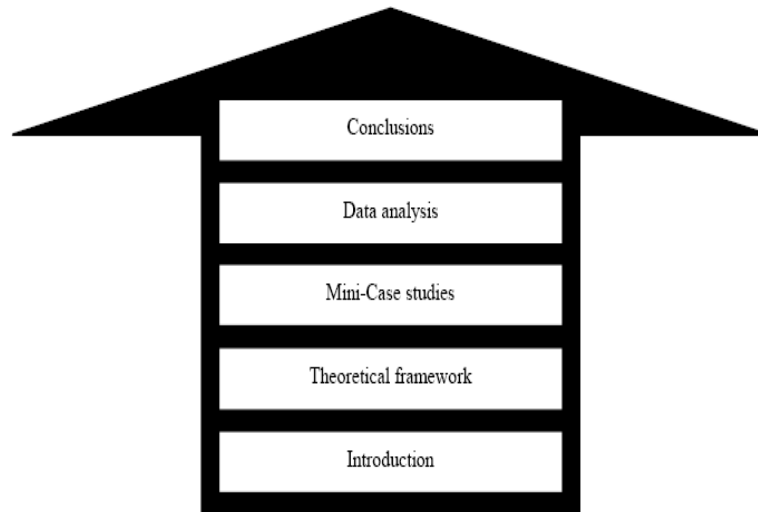 Conclusions
Data analysis
Mini-Case studies
Theoretical framework
Introduction